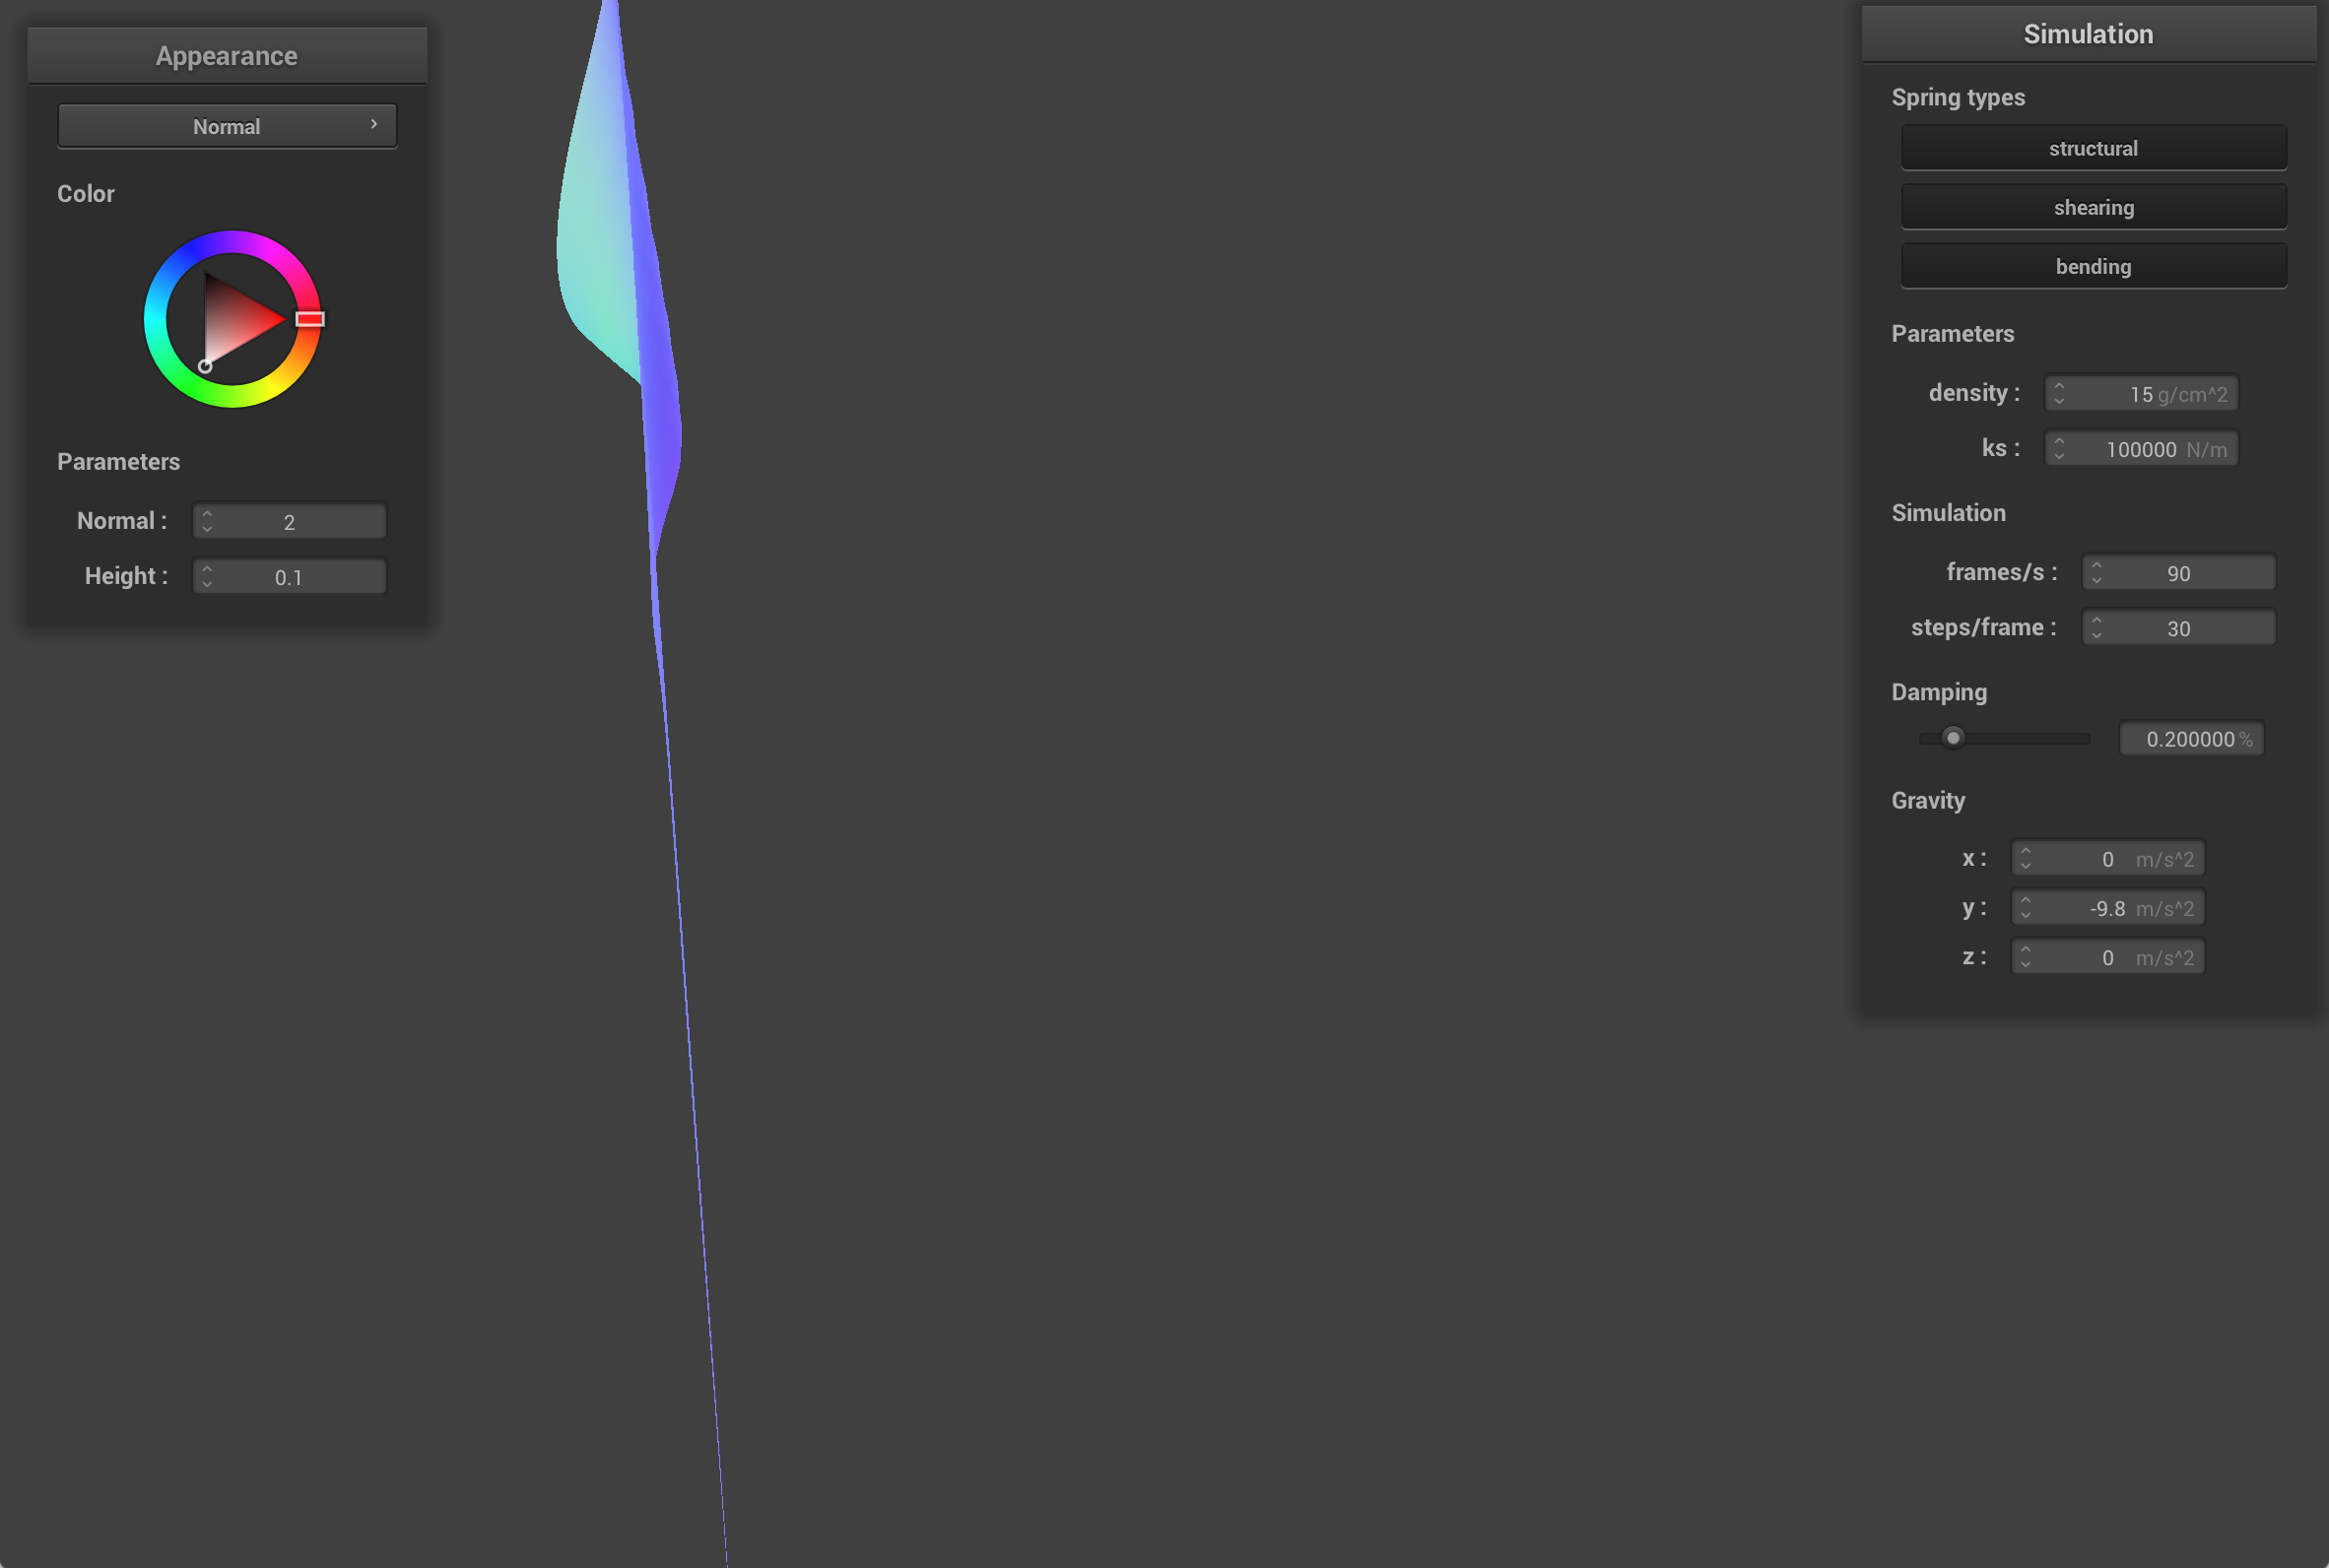 Appearance
Normal
Color
Parameters
Normal :
2
Height :
0.1
Simulation
Spring types
structural
shearing
bending
Parameters
density :
15 g/cm^2
ks :
100000 N/m
Simulation
frames/s :
90
steps/frame :
30
Damping
0.200000 %
Gravity
x :
0 m/s^2
y :
-9.8 m/s^2
z :
0 m/s^2